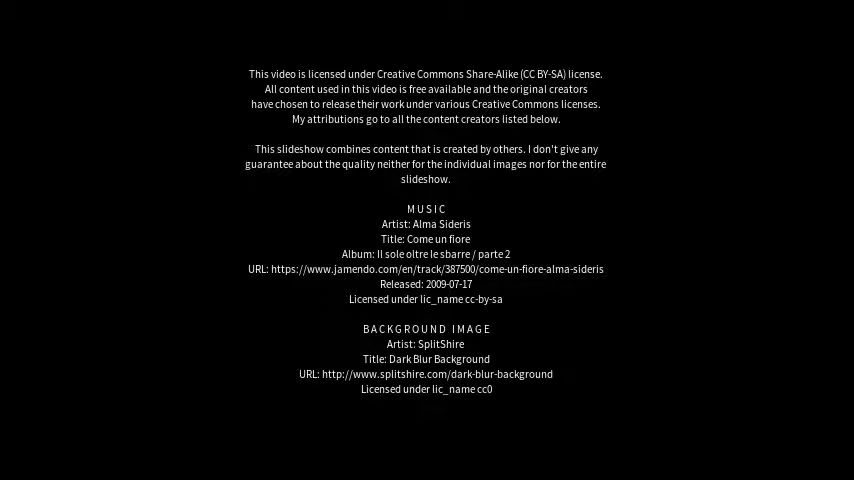 This video is licensed under Creative Commons Share-Alike (CC BY-SA) license.
All content used in this video is free available and the original creators
have chosen to release their work under various Creative Commons licenses.
My attributions go to all the content creators listed below.
This slideshow combines content that is created by others. I don't give any
guarantee about the quality neither for the individual images nor for the entire
slideshow.
MUSIC
Artist: Alma Sideris
Title: Come un fiore
Album: Il sole oltre le sbarre / parte 2
URL: https://www.jamendo.com/en/track/387500/come-un-fiore-alma-sideris
Released: 2009-07-17
Licensed under lic_name cc-by-sa
BACKGROUND IMAGE
Artist: SplitShire
Title: Dark Blur Background
URL: http://www.splitshire.com/dark-blur-background
Licensed under lic_name cc0